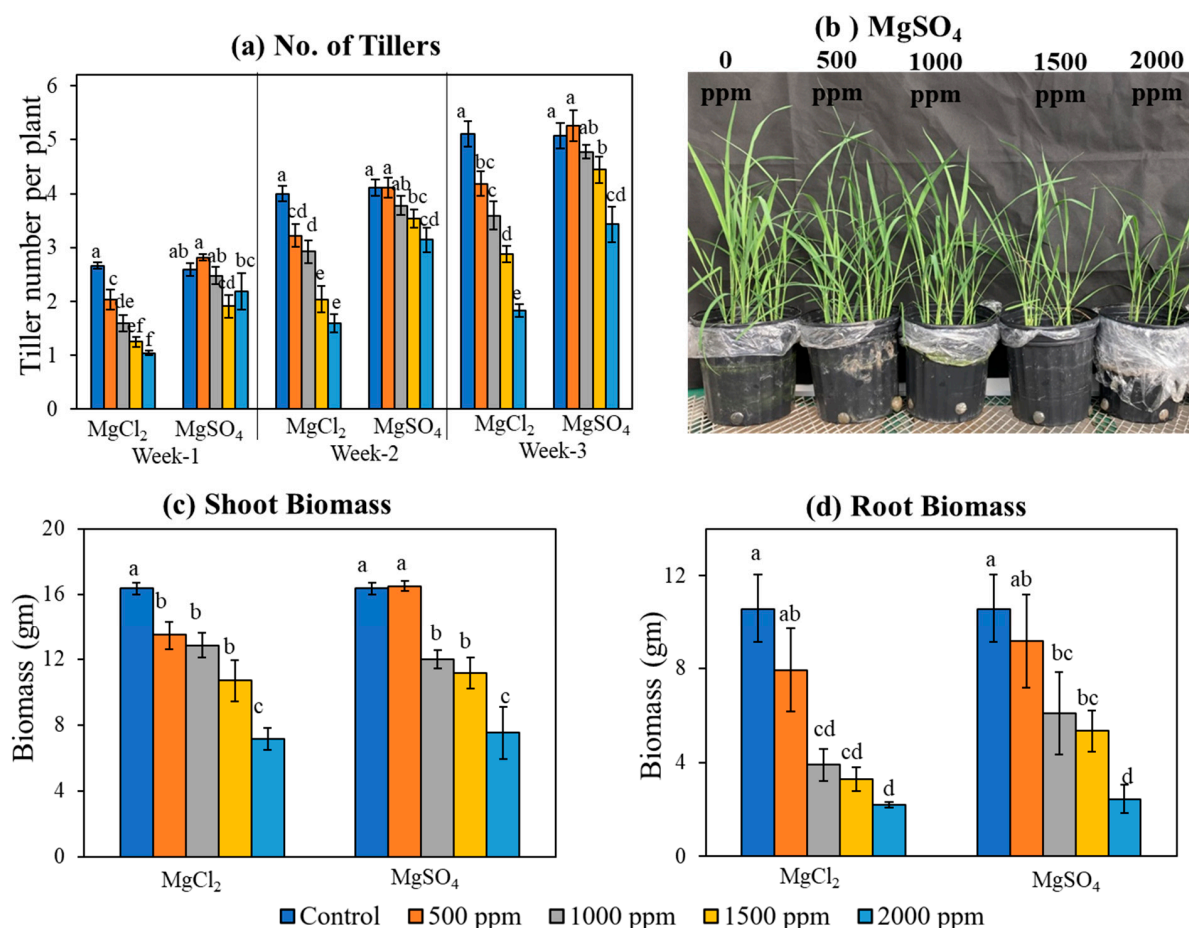 (a) No. of Tillers
Tiller number per plant
6
5
4
3
2
1
0
a
c
de
ef
f
ab
a
ab
cd
bc
a
cd
d
e
e
a
a
ab
bc
cd
a
bc
c
d
e
a
a
ab
b
cd
MgCl₂
MgSO₄
MgCl₂
MgSO₄
MgCl₂
MgSO₄
Week-1
Week-2
Week-3
(b ) MgSO₄
0 500 1000 1500 2000
ppm ppm ppm ppm ppm
(c) Shoot Biomass
Biomass (gm)
20
16
12
8
4
0
a
b
b
b
c
a
a
b
b
c
MgCl₂
MgSO₄
(d) Root Biomass
Biomass (gm)
12
8
4
0
a
ab
cd
cd
d
a
ab
bc
bc
d
MgCl₂
MgSO₄
Control 500 ppm 1000 ppm 1500 ppm 2000 ppm